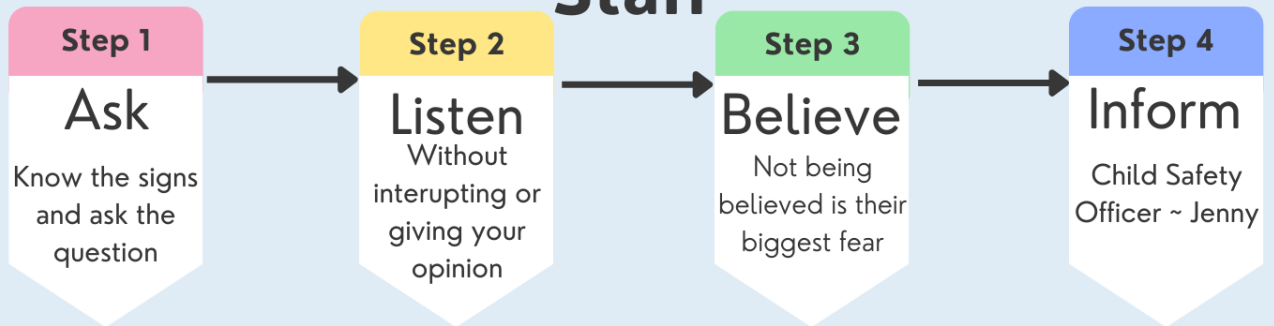 Staff
Step 1
Ask
Know the signs
and ask the
question
Step 2
Listen
Without
interupting or
giving your
opinion
Step 3
Believe
Not being
believed is their
biggest fear
Step 4
Inform
Child Safety
Officer ~ Jenny